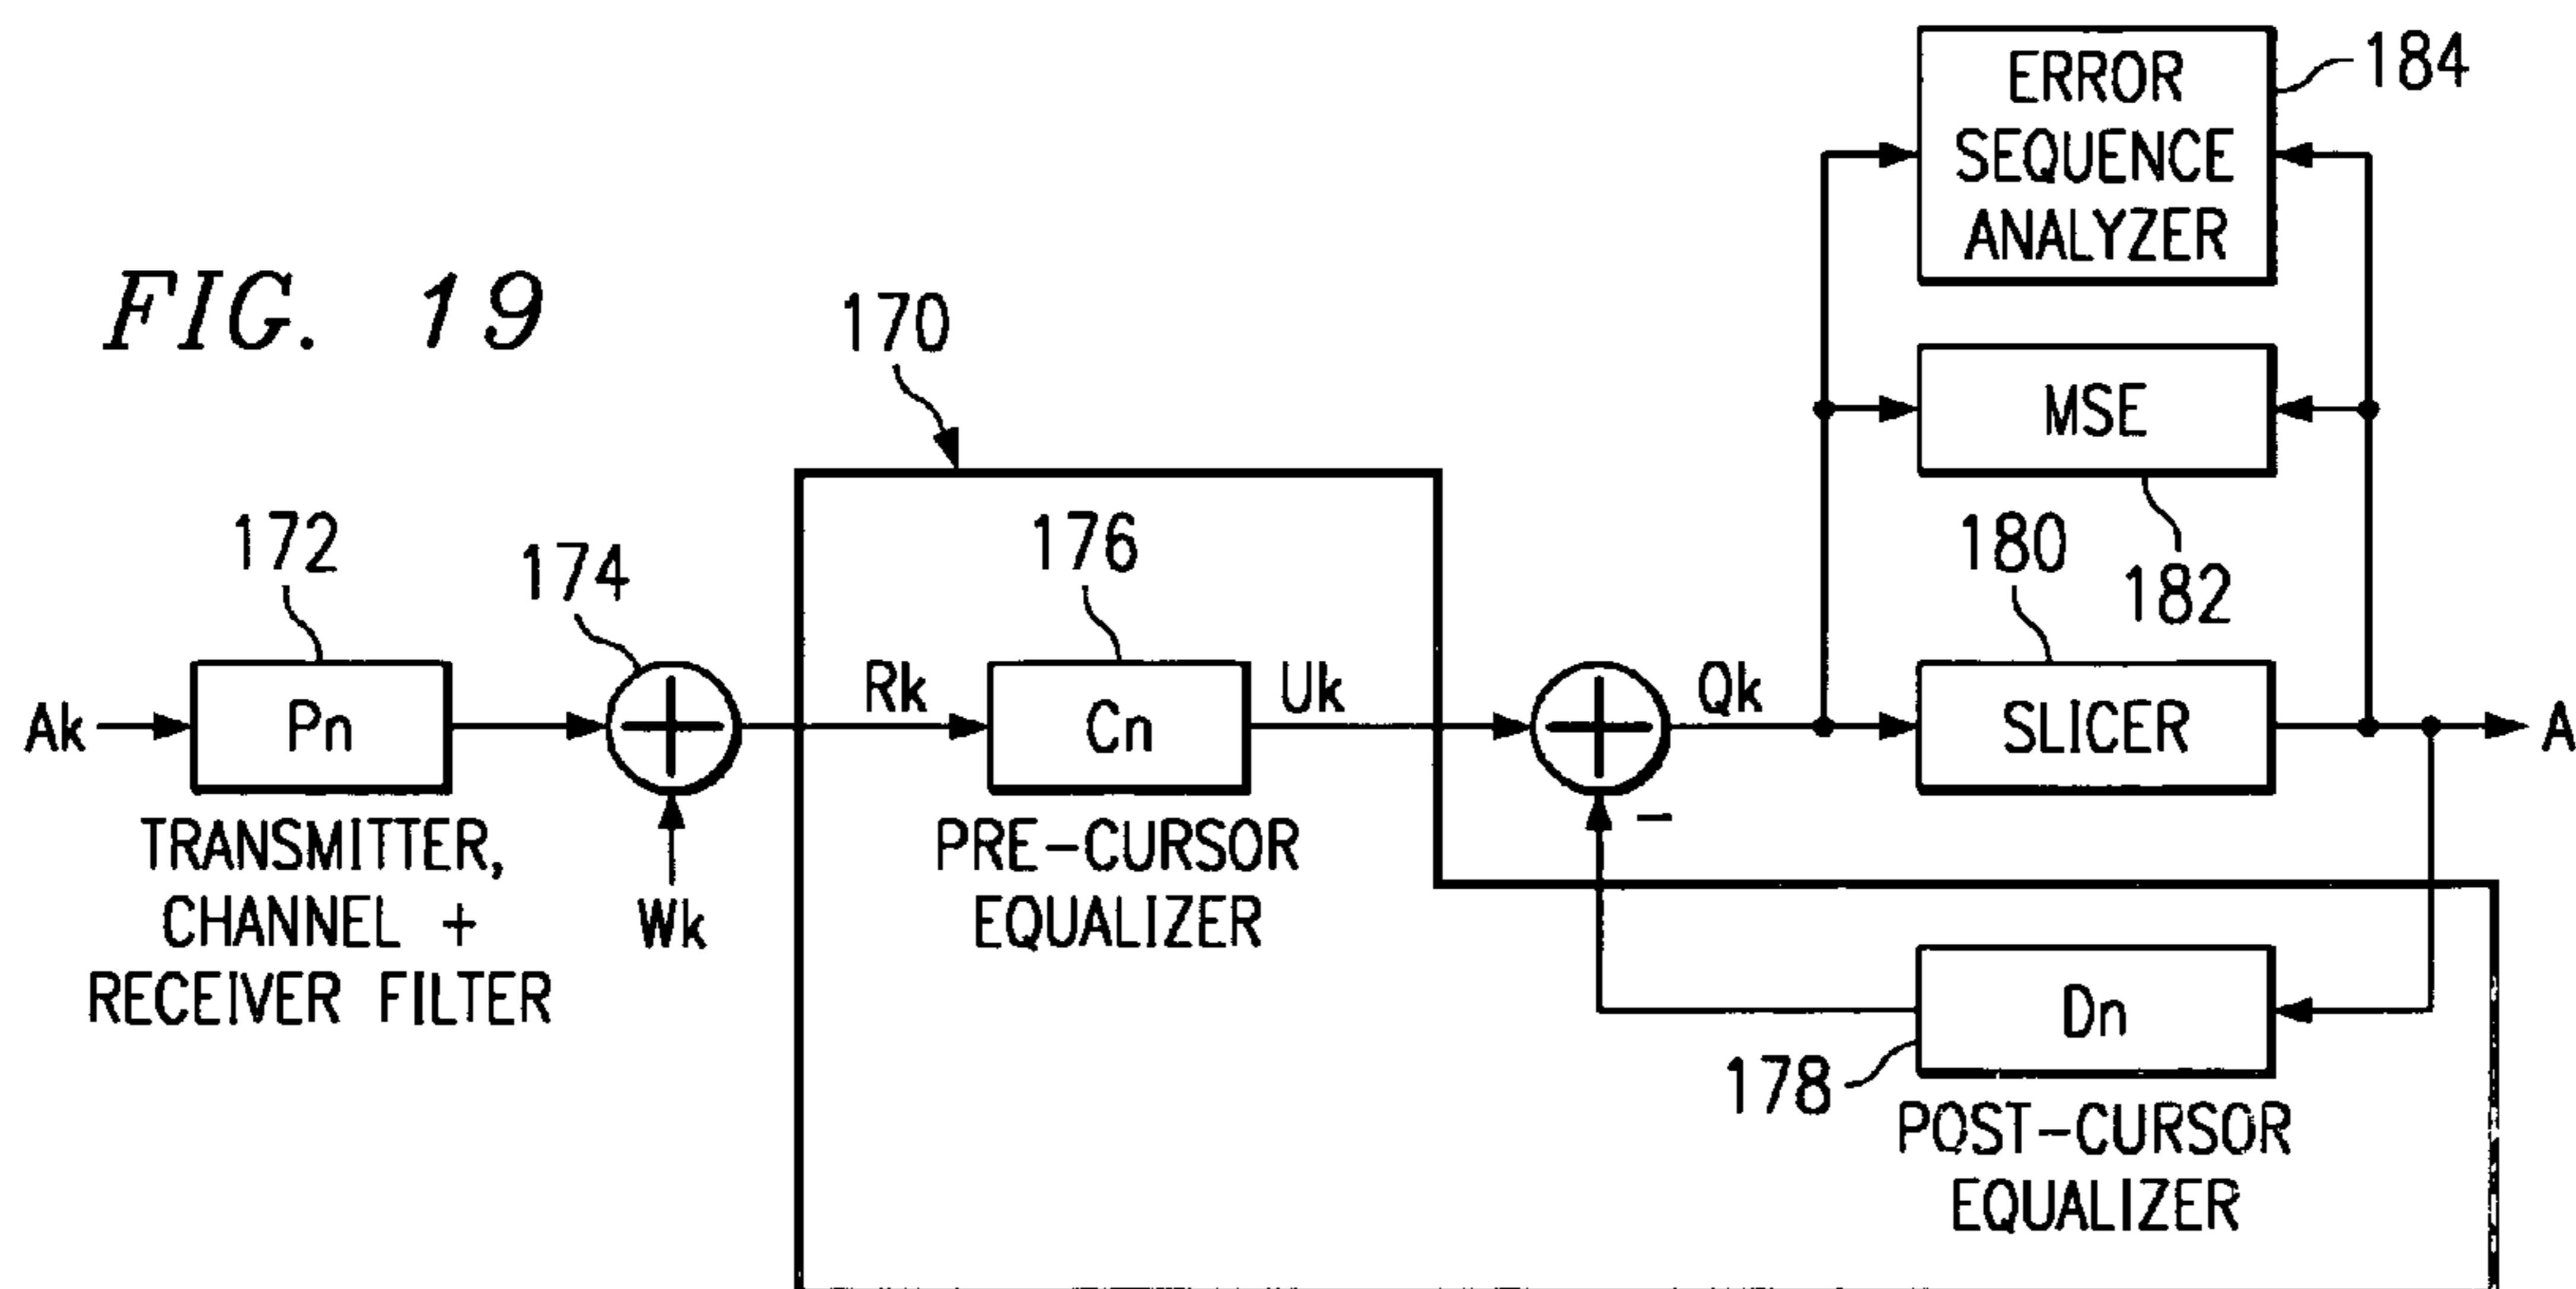 FIG. 19
ERROR
SEQUENCE
ANALYZER
184
170
MSE
182
172
174
176
180
Ak
Pn
Rk
Cn
Uk
Qk
SLICER
A
TRANSMITTER,
CHANNEL +
RECEIVER FILTER
Wk
PRE-CURSOR
EQUALIZER
-
Dn
178
POST-CURSOR
EQUALIZER